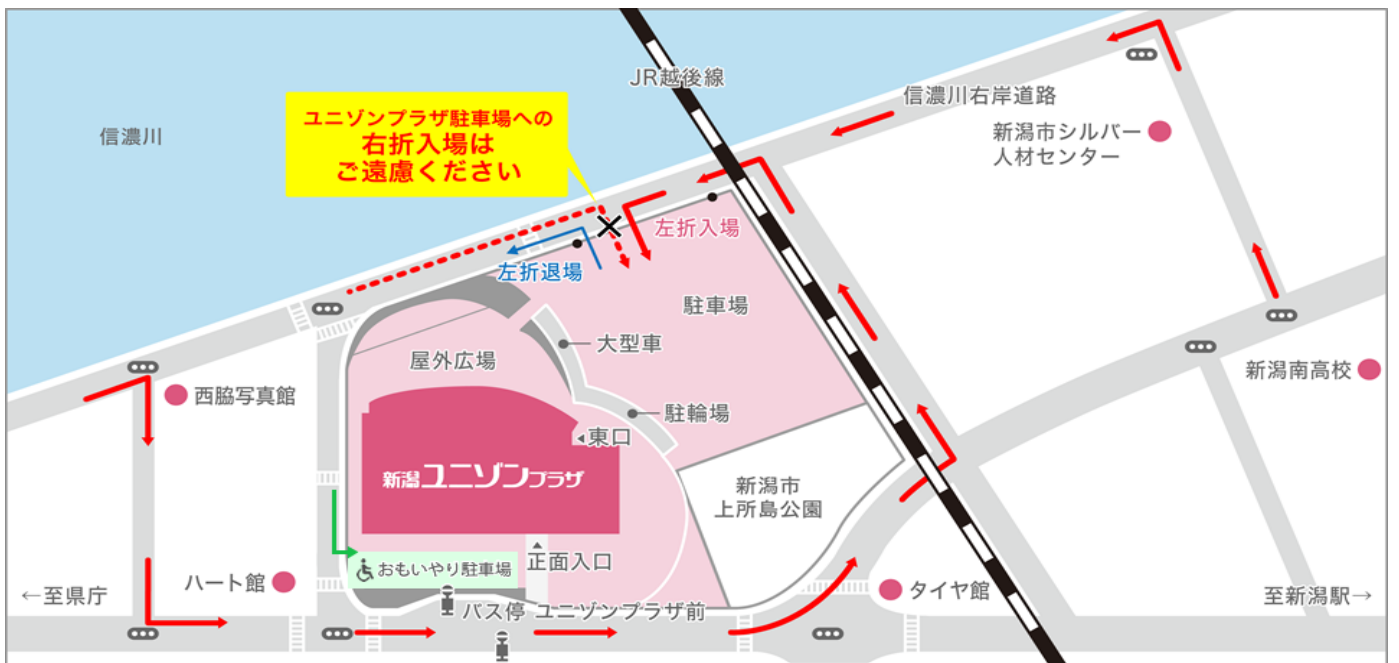 JR越後線
信濃川右岸道路
信濃川
ユニゾンプラザ駐車場への
右折入場は
ご遠慮ください
新潟市シルバー
人材センター
左折入場
左折退場
駐車場
大型車
屋外広場
新潟南高校
西脇写真館
駐輪場
東口
新潟ユニゾンプラザ
新潟市
上所島公園
おもいやり駐車場
正面入口
ハート館
タイヤ館
←至県庁
至新潟駅→
バス停 ユニゾンプラザ前